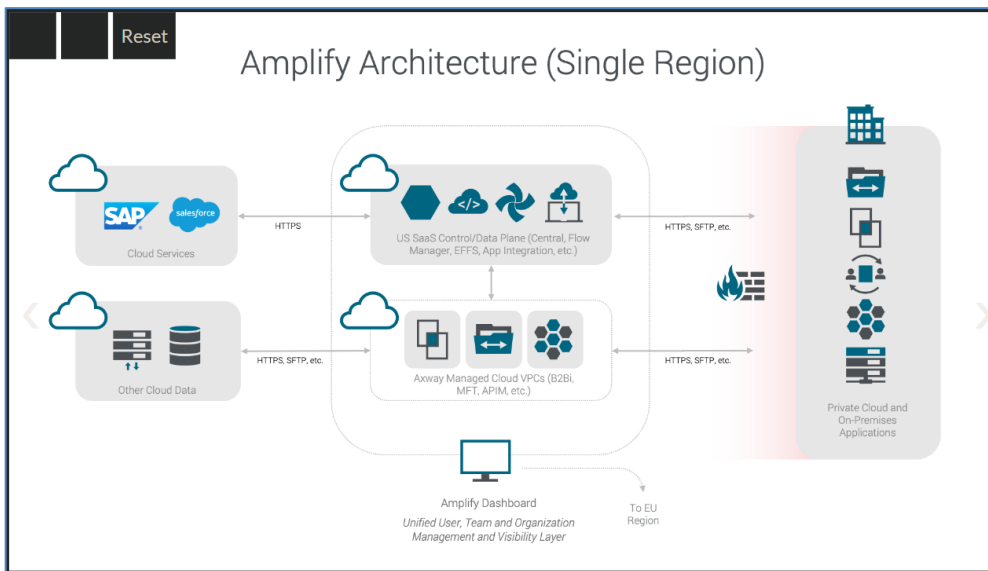 Reset
Amplify Architecture (Single Region)
SAP
salesforce
Cloud Services
HTTPS
</>
US SaaS Control/Data Plane (Central, Flow
Manager, EFFS, App Integration, etc.)
HTTPS, SFTP, etc.
Other Cloud Data
HTTPS, SFTP, etc.
Axway Managed Cloud VPCs (B2Bi,
MFT, APIM, etc.)
HTTPS, SFTP, etc.
Private Cloud and
On-Premises
Applications
Amplify Dashboard
Unified User, Team and Organization
Management and Visibility Layer
To EU
Region